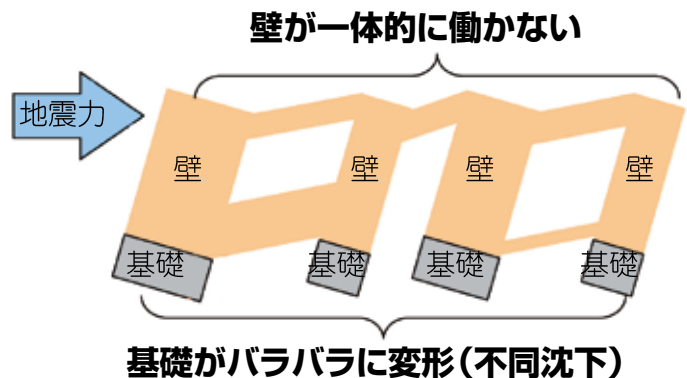 壁が一体的に働かない
地震力
壁 壁 壁 壁
基礎 基礎 基礎 基礎
基礎がバラバラに変形（不同沈下）